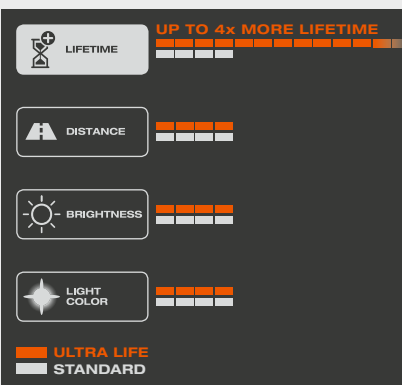 UP TO 4x MORE LIFETIME
LIFETIME
DISTANCE
BRIGHTNESS
LIGHT
COLOR
ULTRA LIFE
STANDARD